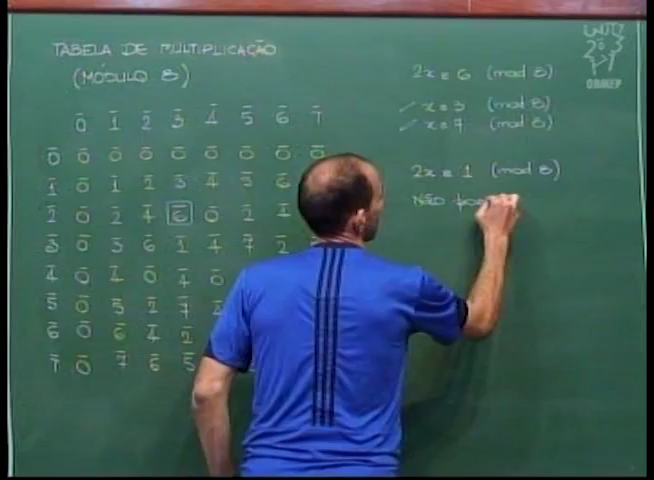 TABELA DE MULTIPLICAÇÃO
(MÓDULO 8)
0̄ 1̄ 2̄ 3̄ 4̄ 5̄ 6̄ 7̄
0̄ 0̄ 0̄ 0̄ 0̄ 0̄ 0̄ 0̄ 0̄
1̄ 0̄ 1̄ 2̄ 3̄ 4̄ 5̄ 6̄
2̄ 0̄ 2̄ 4̄ 6̄ 0̄ 2̄ 4̄
3̄ 0̄ 3̄ 6̄ 1̄ 4̄ 7̄ 2̄
4̄ 0̄ 4̄ 0̄ 4̄ 0̄
5̄ 0̄ 5̄ 2̄ 7̄
6̄ 0̄ 6̄ 4̄ 2̄
7̄ 0̄ 7̄ 6̄ 5̄
2x ≡ 6 (mod 8)
x ≡ 3 (mod 8)
x ≡ 7 (mod 8)
2x ≡ 1 (mod 8)
NÃO
OBMEP